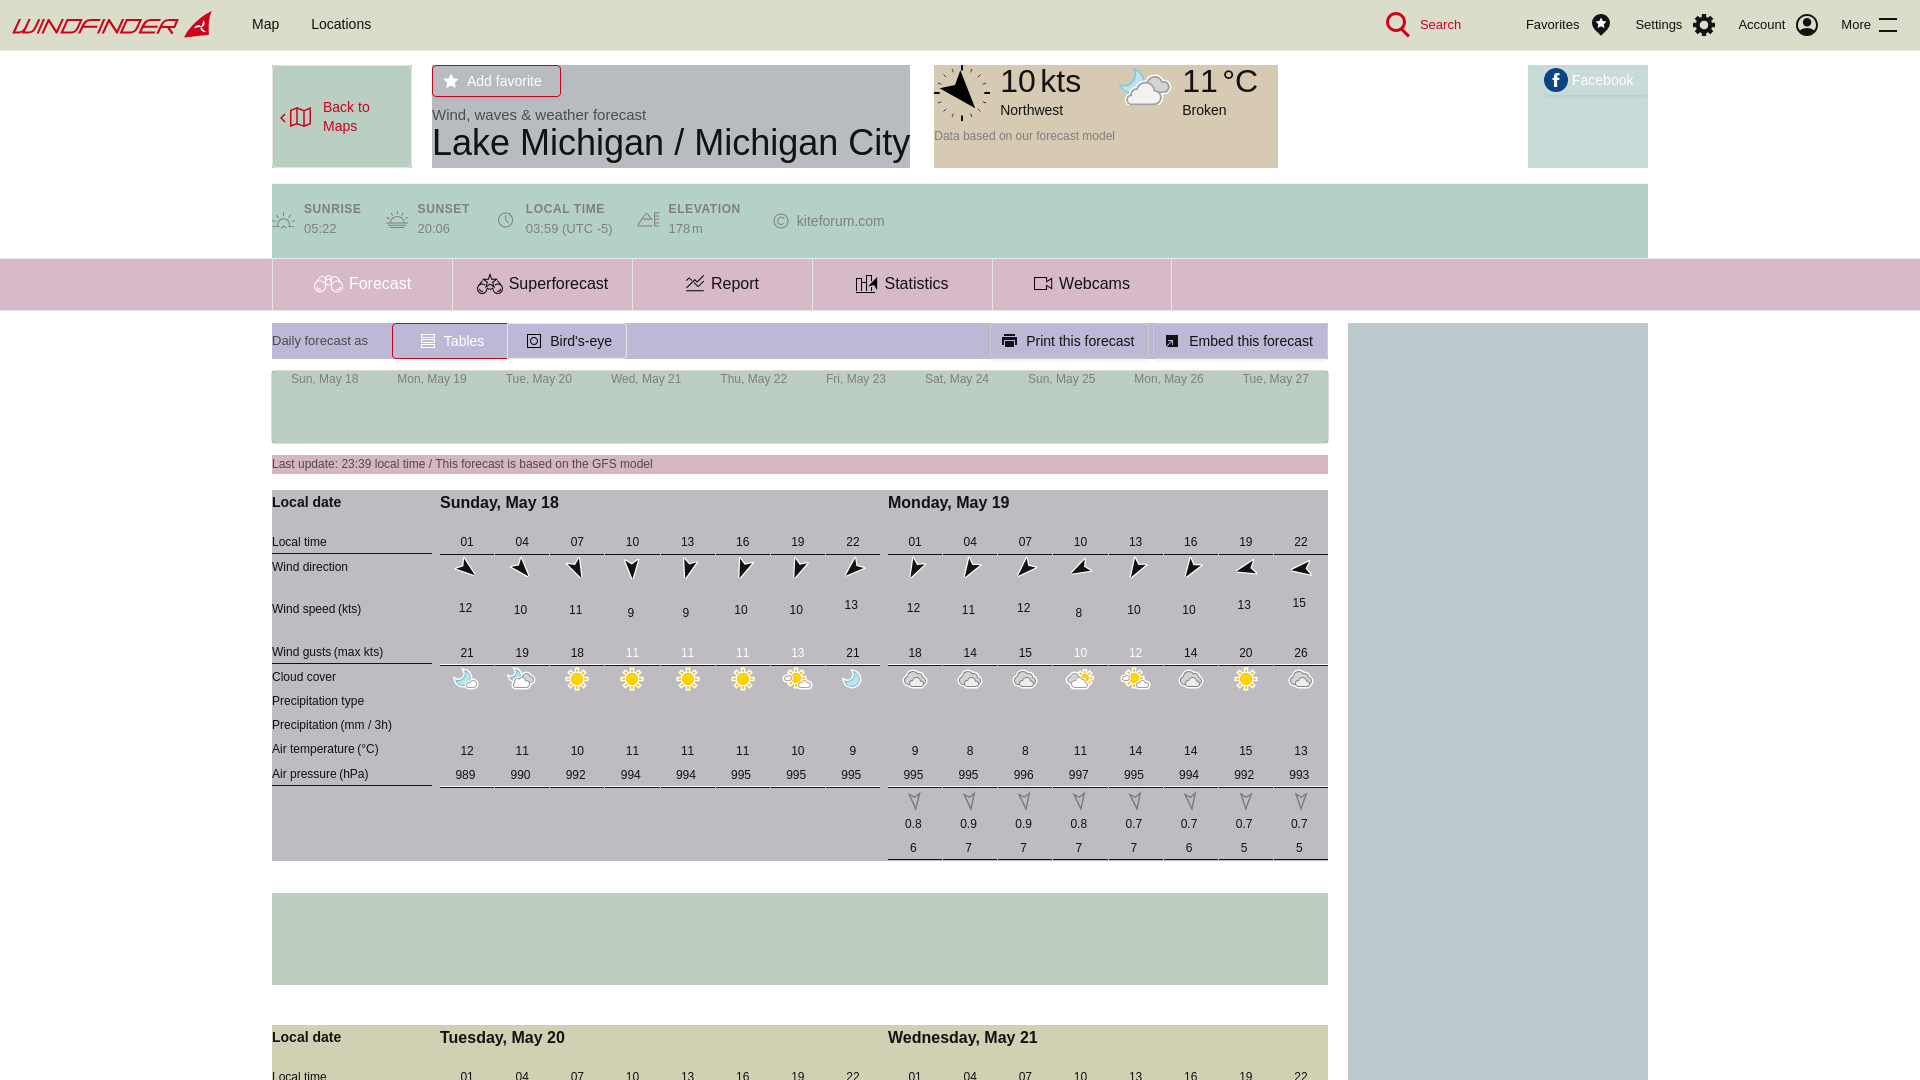 WINDFINDER Map Locations Search Favorites Settings Account More
Back to
Maps
Add favorite
Wind, waves & weather forecast
Lake Michigan / Michigan City
10 kts
Northwest
11 °C
Broken
Data based on our forecast model
Facebook
SUNRISE
05:22
SUNSET
20:06
LOCAL TIME
03:59 (UTC -5)
ELEVATION
178 m
© kiteforum.com
Forecast Superforecast Report Statistics Webcams
Daily forecast as Tables Bird's-eye Print this forecast Embed this forecast
Sun, May 18 Mon, May 19 Tue, May 20 Wed, May 21 Thu, May 22 Fri, May 23 Sat, May 24 Sun, May 25 Mon, May 26 Tue, May 27
Last update: 23:39 local time / This forecast is based on the GFS model
Local date Sunday, May 18 Monday, May 19
Local time 01 04 07 10 13 16 19 22 01 04 07 10 13 16 19 22
Wind direction
Wind speed (kts) 12 10 11 9 9 10 10 13 12 11 12 8 10 10 13 15
Wind gusts (max kts) 21 19 18 11 11 11 13 21 18 14 15 10 12 14 20 26
Cloud cover
Precipitation type
Precipitation (mm / 3h)
Air temperature (°C) 12 11 10 11 11 11 10 9 9 8 8 11 14 14 15 13
Air pressure (hPa) 989 990 992 994 994 995 995 995 995 995 996 997 995 994 992 993
0.8 0.9 0.9 0.8 0.7 0.7 0.7 0.7
6 7 7 7 7 6 5 5
Local date Tuesday, May 20 Wednesday, May 21
Local time 01 04 07 10 13 16 19 22 01 04 07 10 13 16 19 22